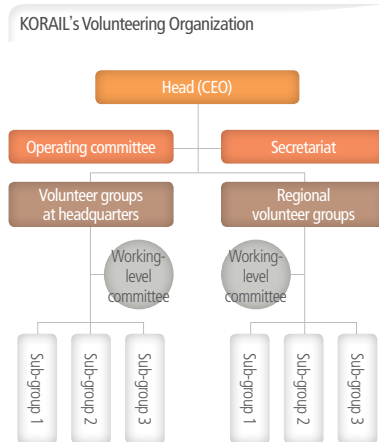 KORAIL's Volunteering Organization
Head (CEO)
Operating committee
Secretariat
Volunteer groups
at headquarters
Regional
volunteer groups
Working-
level
committee
Working-
level
committee
Sub-group 1
Sub-group 2
Sub-group 3
Sub-group 1
Sub-group 2
Sub-group 3